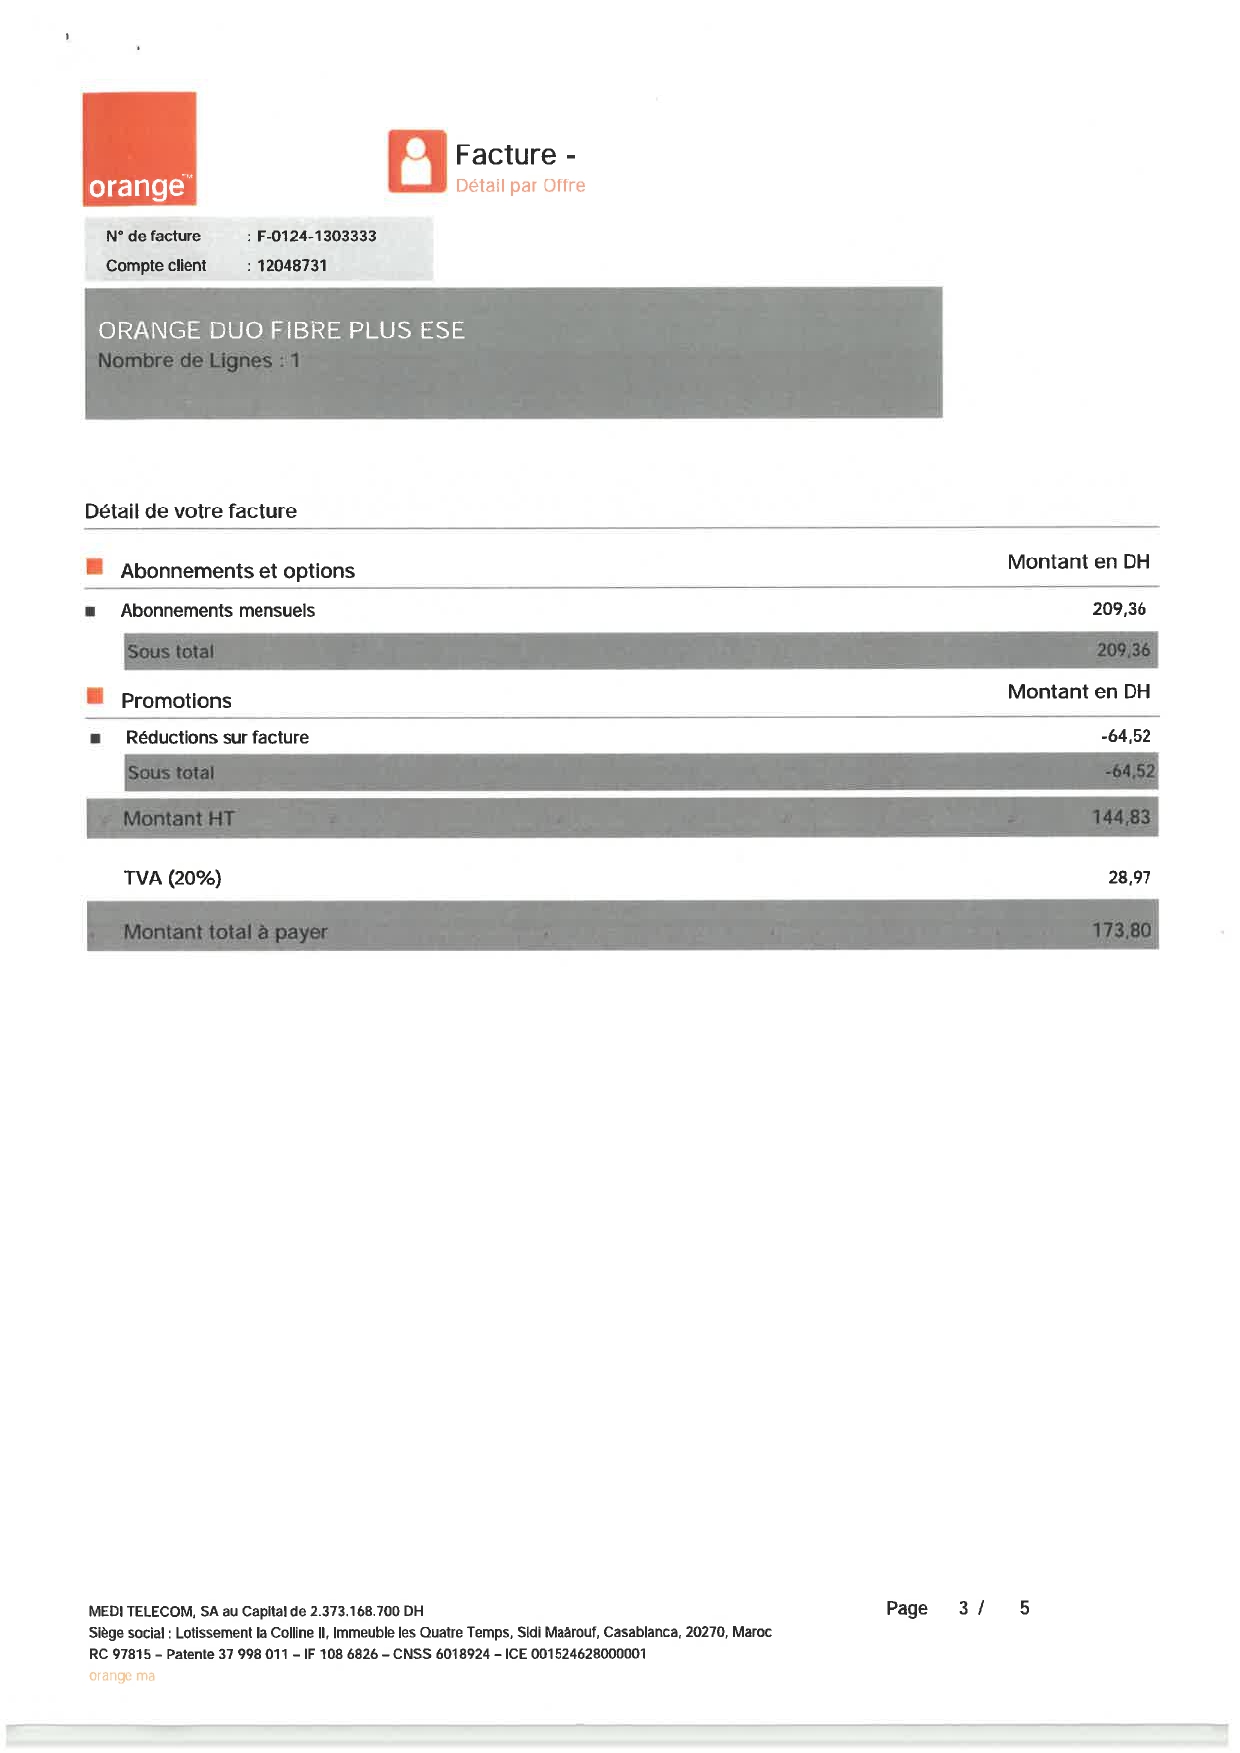 orange™
Facture -
Détail par Offre
N° de facture : F-0124-1303333
Compte client : 12048731
ORANGE DUO FIBRE PLUS ESE
Nombre de Lignes : 1
Détail de votre facture
Abonnements et options Montant en DH
Abonnements mensuels 209,36
Sous total 209,36
Promotions Montant en DH
Réductions sur facture -64,52
Sous total -64,52
Montant HT 144,83
TVA (20%) 28,97
Montant total à payer 173,80
MEDI TELECOM, SA au Capital de 2.373.168.700 DH
Page 3 / 5
Siège social : Lotissement la Colline II, Immeuble les Quatre Temps, Sidi Maârouf, Casablanca, 20270, Maroc
RC 97815 – Patente 37 998 011 – IF 108 6826 – CNSS 6018924 – ICE 001524628000001
orange ma